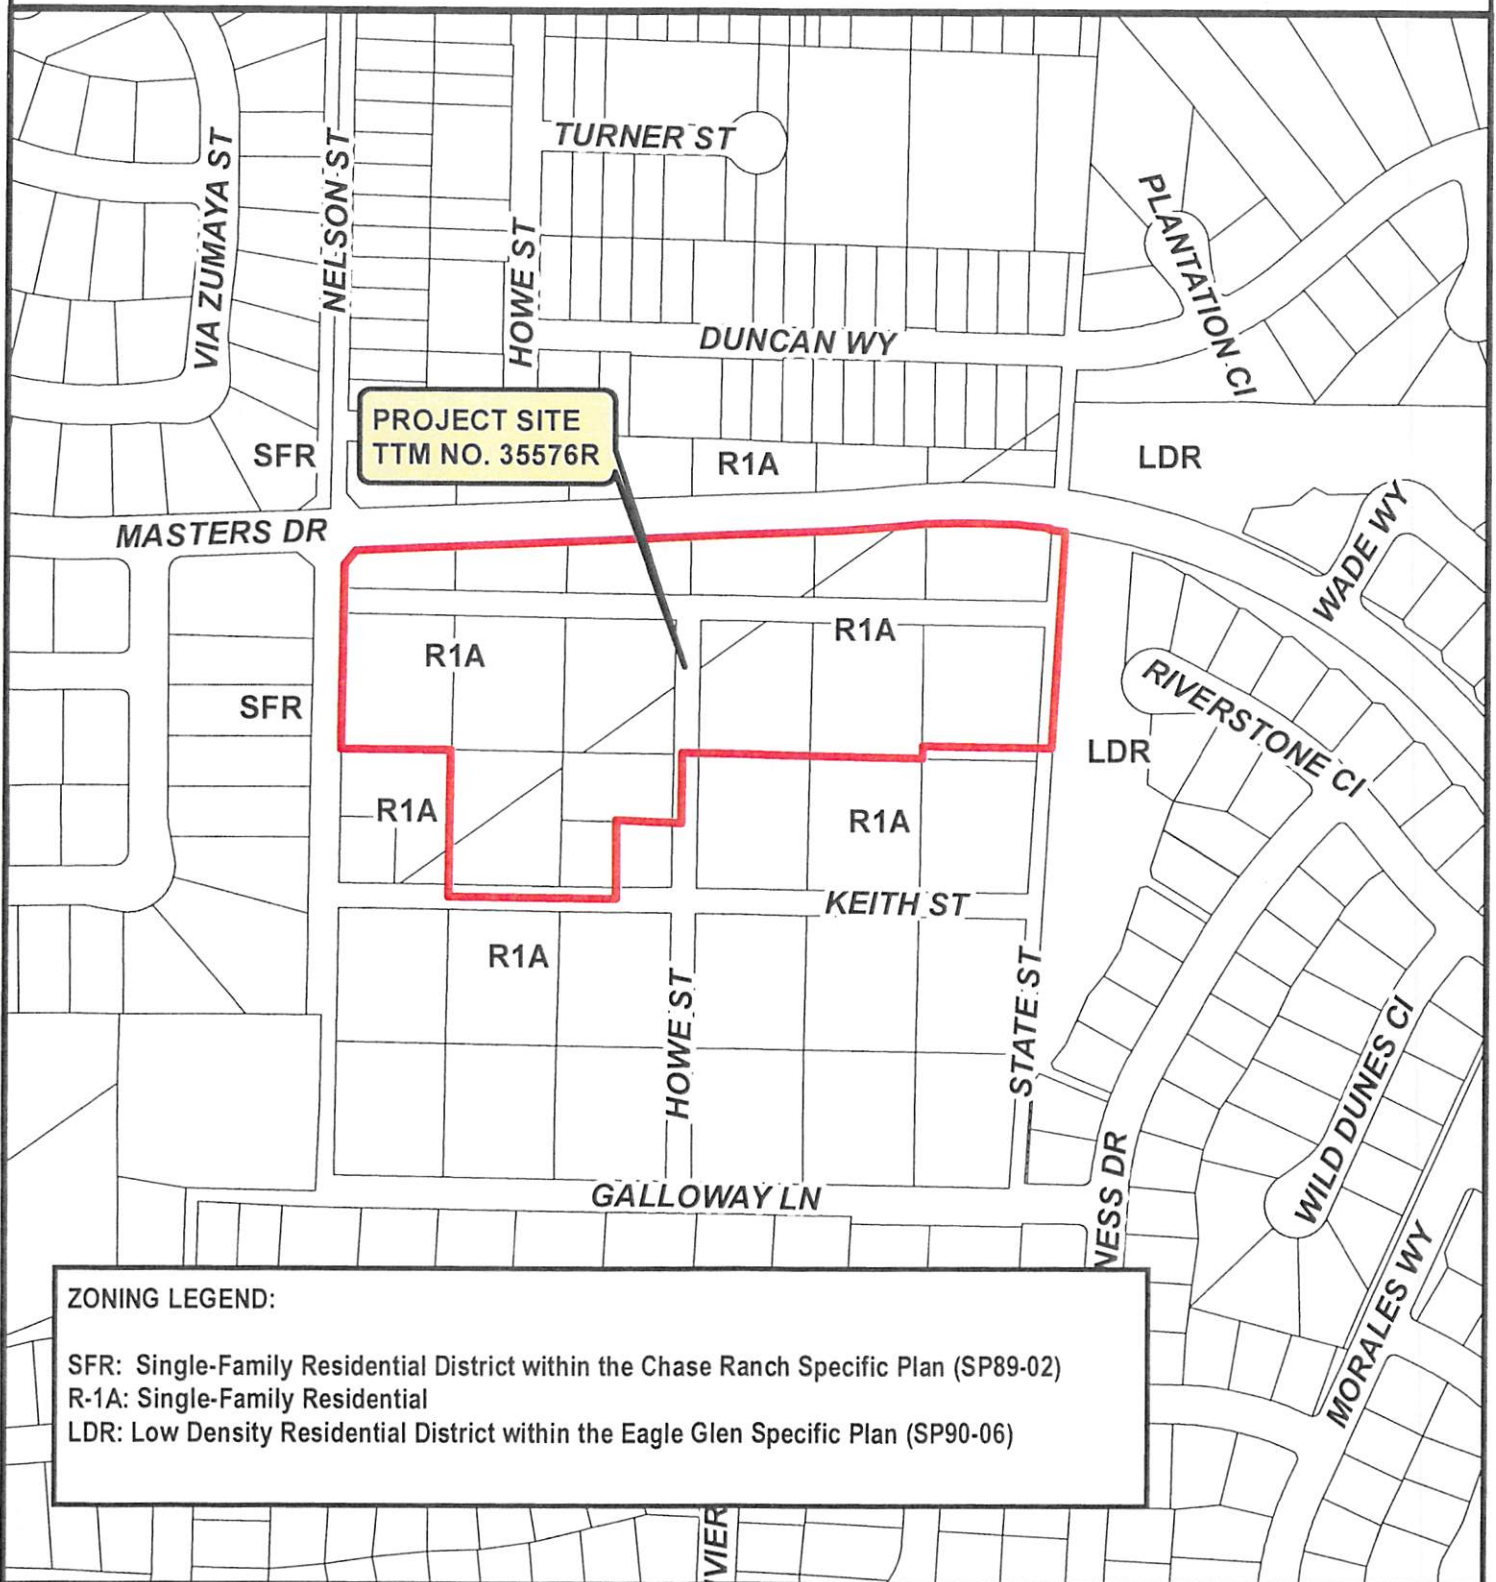 TURNER ST
VIA ZUMAYA ST
NELSON ST
HOWE ST
PLANTATION CI
DUNCAN WY
PROJECT SITE
TTM NO. 35576R
SFR
R1A
LDR
MASTERS DR
WADE WY
R1A
R1A
SFR
RIVERSTONE CI
LDR
R1A
R1A
KEITH ST
R1A
HOWE ST
STATE ST
WILD DUNES CI
GALLOWAY LN
NESS DR
MORALES WY
ZONING LEGEND:
SFR: Single-Family Residential District within the Chase Ranch Specific Plan (SP89-02)
R-1A: Single-Family Residential
LDR: Low Density Residential District within the Eagle Glen Specific Plan (SP90-06)
VIER